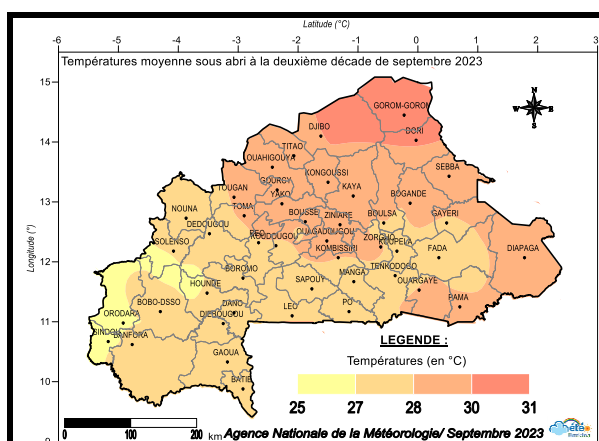 Latitude (°C)
-6 -5 -4 -3 -2 -1 0 1 2 3
Températures moyenne sous abri à la deuxième décade de septembre 2023
15
N
W E
S
GOROM-GOROM
DJIBO
DORI
14
TITAO
OUAHIGOUYA
KONGOUSSI
SEBBA
GOURCY
TOUGAN
YAKO
KAYA
BOGANDE
13
NOUNA
TOMA
BOUSSE
ZINIARE
BOULSA
GAYERI
DEDOUGOU
REO
OUAGADOUGOU
KOUDOUGOU
ZORGHO
SOLENSO
KOMBISSIRI
KOUPELA
FADA
DIAPAGA
12
Longitude (°)
TENKODOGO
BOROMO
MANGA
HOUNDE
SAPOUY
OUARGAYE
BOBO-DSSO
DANO
LEO
PO
PAMA
ORODARA
DIEBOUGOU
11
SINDOU
BANFORA
LEGENDE :
GAOUA
Températures (en °C)
BATIE
10
25 27 28 30 31
0 100 200 km
Agence Nationale de la Météorologie/ Septembre 2023
9
météo